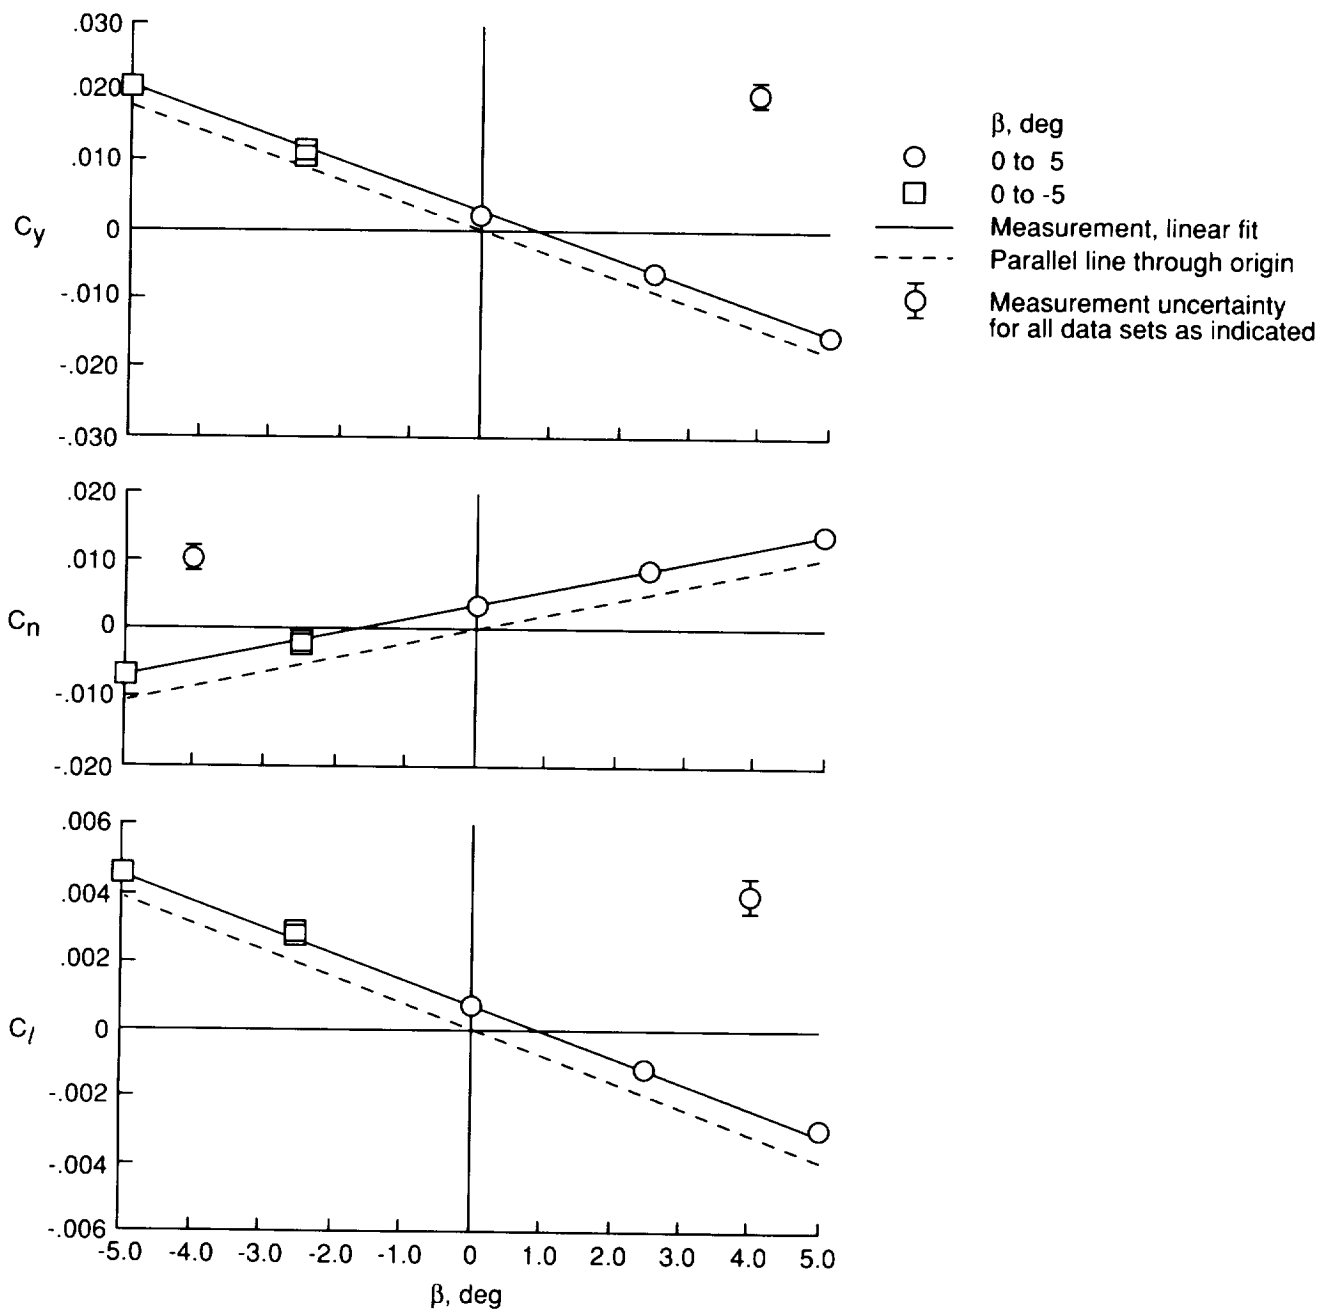 .030
.020
.010
0
-.010
-.020
-.030
Cy
β, deg
0 to 5
0 to -5
Measurement, linear fit
Parallel line through origin
Measurement uncertainty
for all data sets as indicated
.020
.010
0
-.010
-.020
Cn
.006
.004
.002
0
-.002
-.004
-.006
Cl
-5.0 -4.0 -3.0 -2.0 -1.0 0 1.0 2.0 3.0 4.0 5.0
β, deg